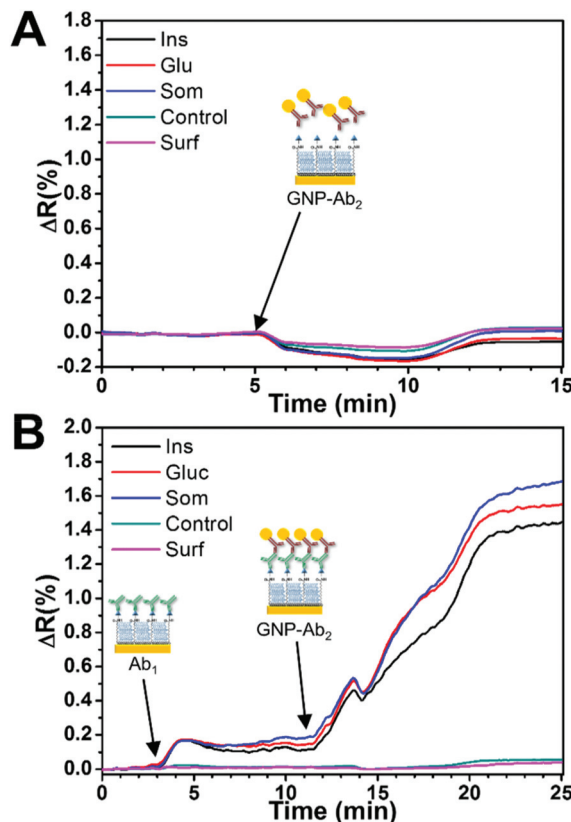 A
Ins
Glu
Som
Control
Surf
GNP-Ab2
ΔR(%)
1.8
1.6
1.4
1.2
1.0
0.8
0.6
0.4
0.2
0.0
-0.2
0 5 10 15
Time (min)
B
Ins
Gluc
Som
Control
Surf
Ab1
GNP-Ab2
ΔR(%)
2.0
1.8
1.6
1.4
1.2
1.0
0.8
0.6
0.4
0.2
0.0
0 5 10 15 20 25
Time (min)